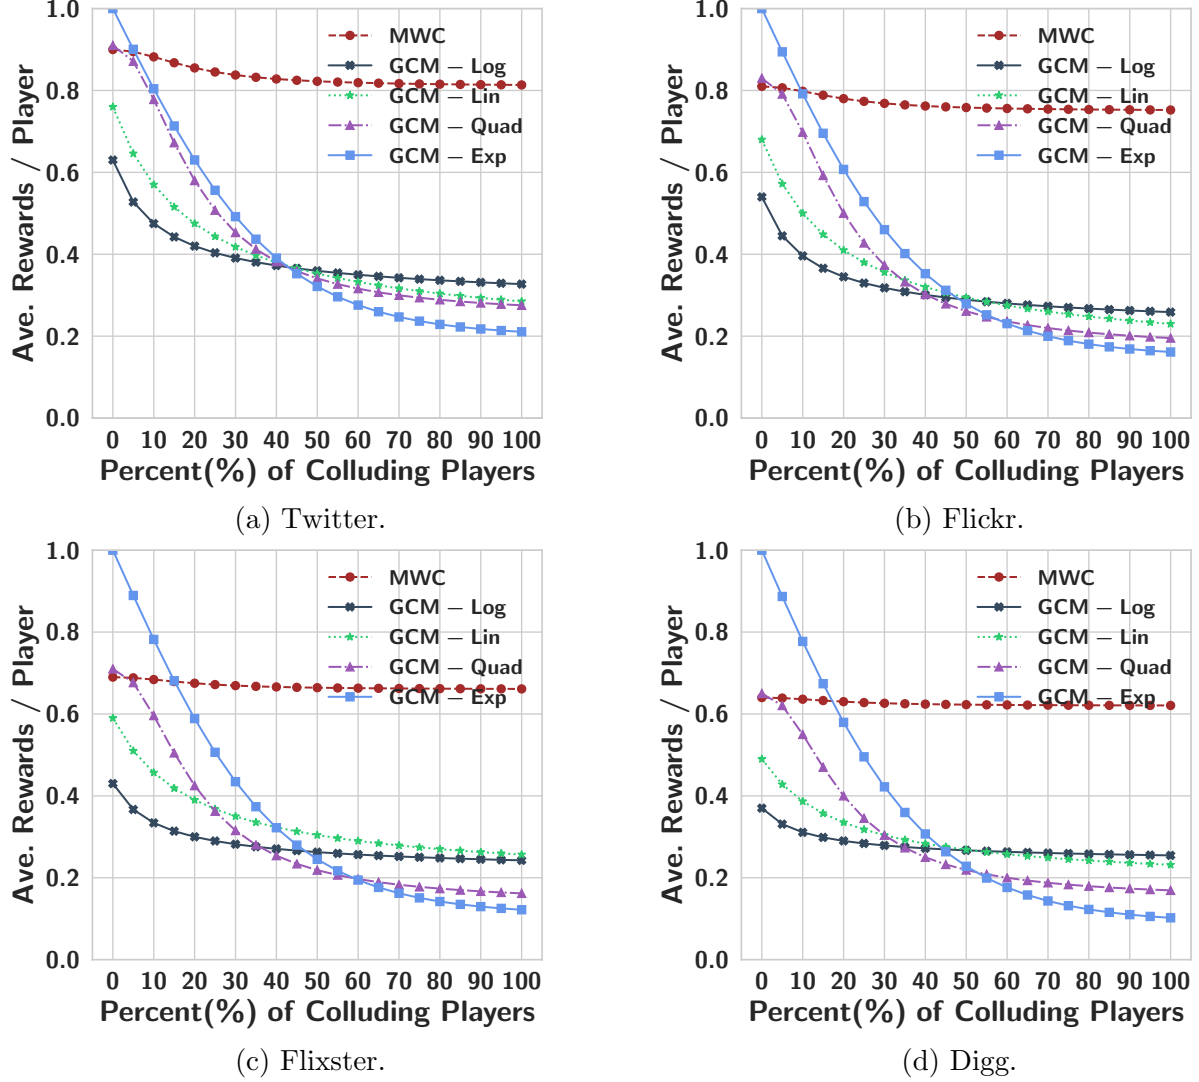 Ave. Rewards / Player
1.0
0.8
0.6
0.4
0.2
0.0
MWC
GCM – Log
GCM – Lin
GCM – Quad
GCM – Exp
0 10 20 30 40 50 60 70 80 90 100
Percent(%) of Colluding Players
(a) Twitter.
Ave. Rewards / Player
1.0
0.8
0.6
0.4
0.2
0.0
MWC
GCM – Log
GCM – Lin
GCM – Quad
GCM – Exp
0 10 20 30 40 50 60 70 80 90 100
Percent(%) of Colluding Players
(b) Flickr.
Ave. Rewards / Player
1.0
0.8
0.6
0.4
0.2
0.0
MWC
GCM – Log
GCM – Lin
GCM – Quad
GCM – Exp
0 10 20 30 40 50 60 70 80 90 100
Percent(%) of Colluding Players
(c) Flixster.
Ave. Rewards / Player
1.0
0.8
0.6
0.4
0.2
0.0
MWC
GCM – Log
GCM – Lin
GCM – Quad
GCM – Exp
0 10 20 30 40 50 60 70 80 90 100
Percent(%) of Colluding Players
(d) Digg.